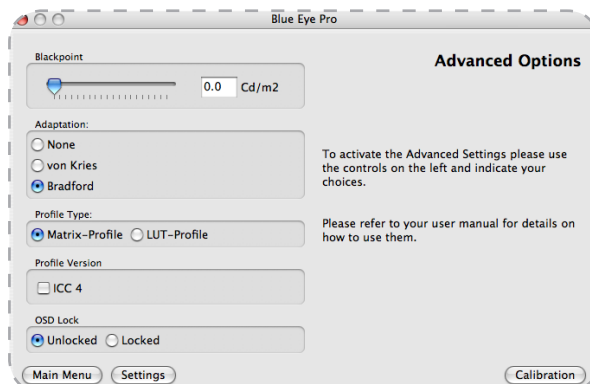 Blue Eye Pro
Blackpoint
0.0 Cd/m2
Advanced Options
Adaptation:
None
von Kries
Bradford
To activate the Advanced Settings please use
the controls on the left and indicate your
choices.
Please refer to your user manual for details on
how to use them.
Profile Type:
Matrix-Profile LUT-Profile
Profile Version
ICC 4
OSD Lock
Unlocked Locked
Main Menu Settings Calibration